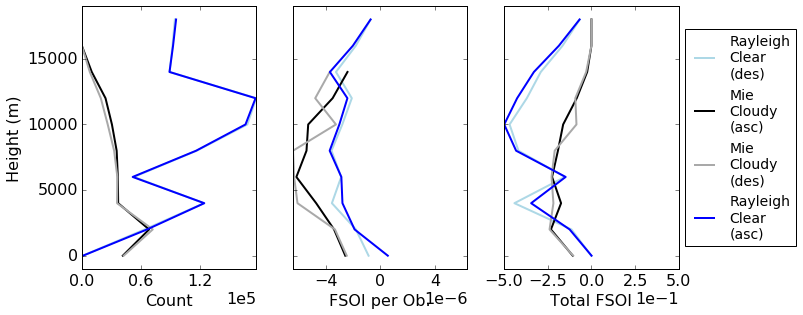 Height (m)
15000
10000
5000
0
0.0 0.6 1.2
1e5
Count
−4 0 4
1e−6
FSOI per Ob.
−5.0 −2.5 0.0 2.5 5.0
1e−1
Total FSOI
Rayleigh
Clear
(des)
Mie
Cloudy
(asc)
Mie
Cloudy
(des)
Rayleigh
Clear
(asc)